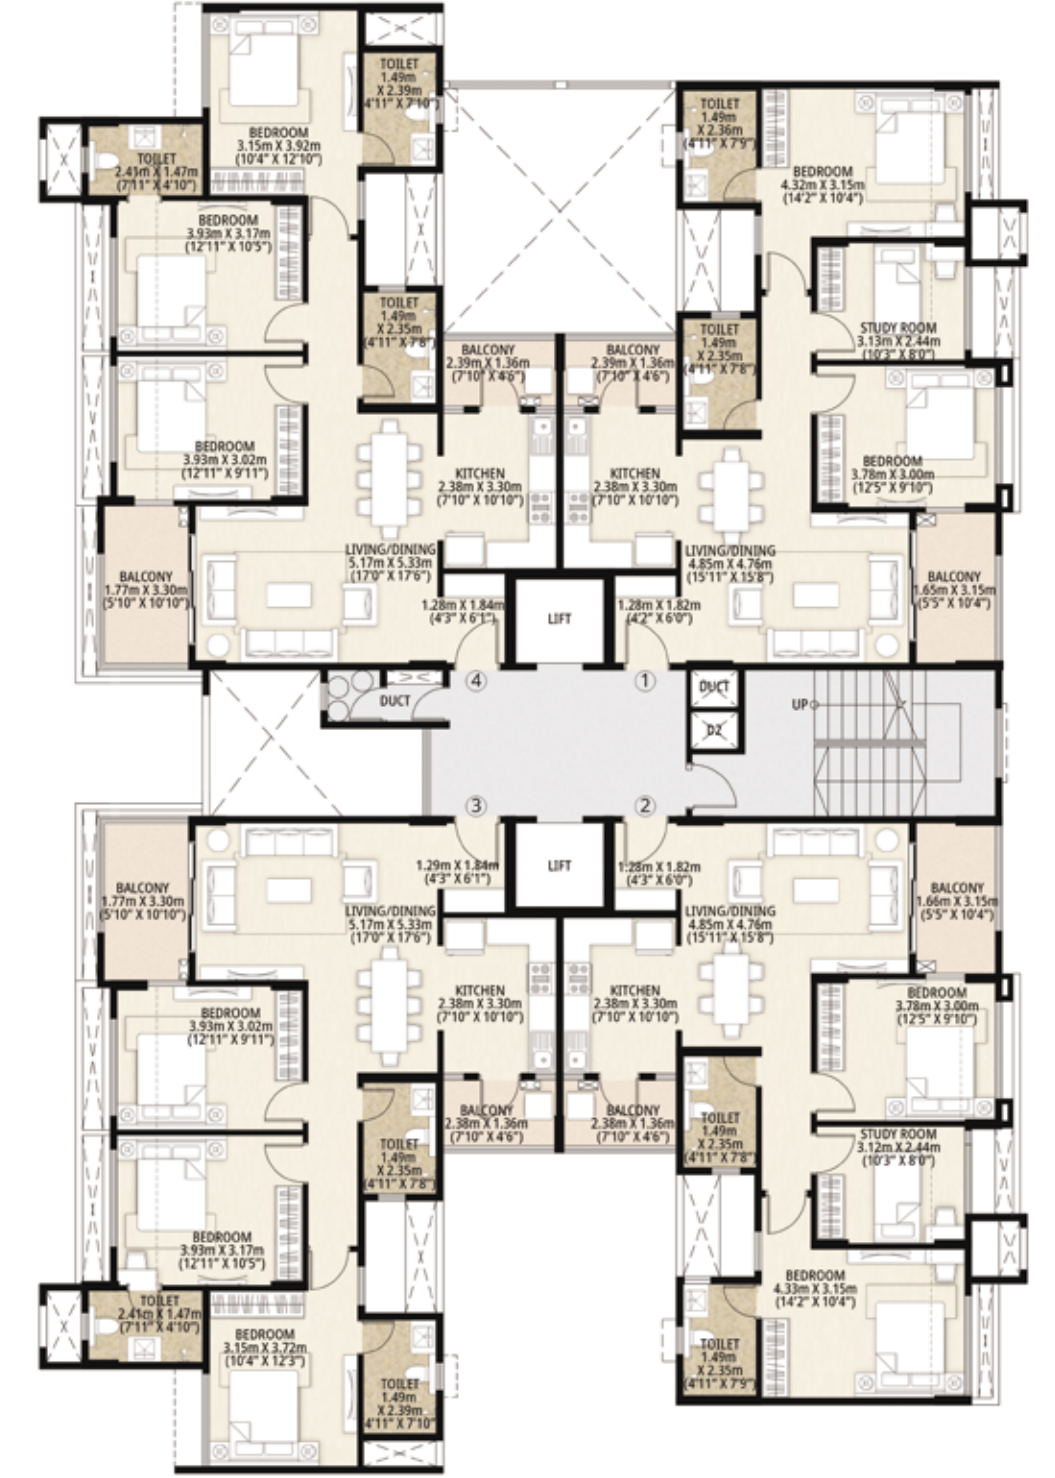 TOILET
1.49m
X 2.39m
4'11" X 7'10"
BEDROOM
3.15m X 3.92m
(10'4" X 12'10")
TOILET
2.41m X 1.47m
(7'11" X 4'10")
BEDROOM
3.93m X 3.17m
(12'11" X 10'5")
TOILET
1.49m
X 2.35m
(4'11" X 7'8")
BEDROOM
3.93m X 3.02m
(12'11" X 9'11")
BALCONY
2.39m X 1.36m
(7'10" X 4'6")
KITCHEN
2.38m X 3.30m
(7'10" X 10'10")
LIVING/DINING
5.17m X 5.33m
(17'0" X 17'6")
BALCONY
1.77m X 3.30m
(5'10" X 10'10")
1.28m X 1.84m
(4'3" X 6'1")
4
TOILET
1.49m
X 2.36m
(4'11" X 7'9")
BEDROOM
4.32m X 3.15m
(14'2" X 10'4")
STUDY ROOM
3.13m X 2.44m
(10'3" X 8'0")
TOILET
1.49m
X 2.35m
(4'11" X 7'8")
BALCONY
2.39m X 1.36m
(7'10" X 4'6")
BEDROOM
3.78m X 3.00m
(12'5" X 9'10")
KITCHEN
2.38m X 3.30m
(7'10" X 10'10")
LIVING/DINING
4.85m X 4.76m
(15'11" X 15'8")
BALCONY
1.65m X 3.15m
(5'5" X 10'4")
1.28m X 1.82m
(4'2" X 6'0")
1
LIFT
DUCT
DUCT
D2
UP
3
2
LIFT
1.29m X 1.84m
(4'3" X 6'1")
BALCONY
1.77m X 3.30m
(5'10" X 10'10")
LIVING/DINING
5.17m X 5.33m
(17'0" X 17'6")
KITCHEN
2.38m X 3.30m
(7'10" X 10'10")
BEDROOM
3.93m X 3.02m
(12'11" X 9'11")
BALCONY
2.38m X 1.36m
(7'10" X 4'6")
TOILET
1.49m
X 2.35m
(4'11" X 7'8")
BEDROOM
3.93m X 3.17m
(12'11" X 10'5")
TOILET
2.41m X 1.47m
(7'11" X 4'10")
BEDROOM
3.15m X 3.72m
(10'4" X 12'3")
TOILET
1.49m
X 2.39m
4'11" X 7'10"
1.28m X 1.82m
(4'3" X 6'0")
LIVING/DINING
4.85m X 4.76m
(15'11" X 15'8")
BALCONY
1.66m X 3.15m
(5'5" X 10'4")
KITCHEN
2.38m X 3.30m
(7'10" X 10'10")
BEDROOM
3.78m X 3.00m
(12'5" X 9'10")
BALCONY
2.38m X 1.36m
(7'10" X 4'6")
TOILET
1.49m
X 2.35m
(4'11" X 7'8")
STUDY ROOM
3.12m X 2.44m
(10'3" X 8'0")
BEDROOM
4.33m X 3.15m
(14'2" X 10'4")
TOILET
1.49m
X 2.35m
(4'11" X 7'9")